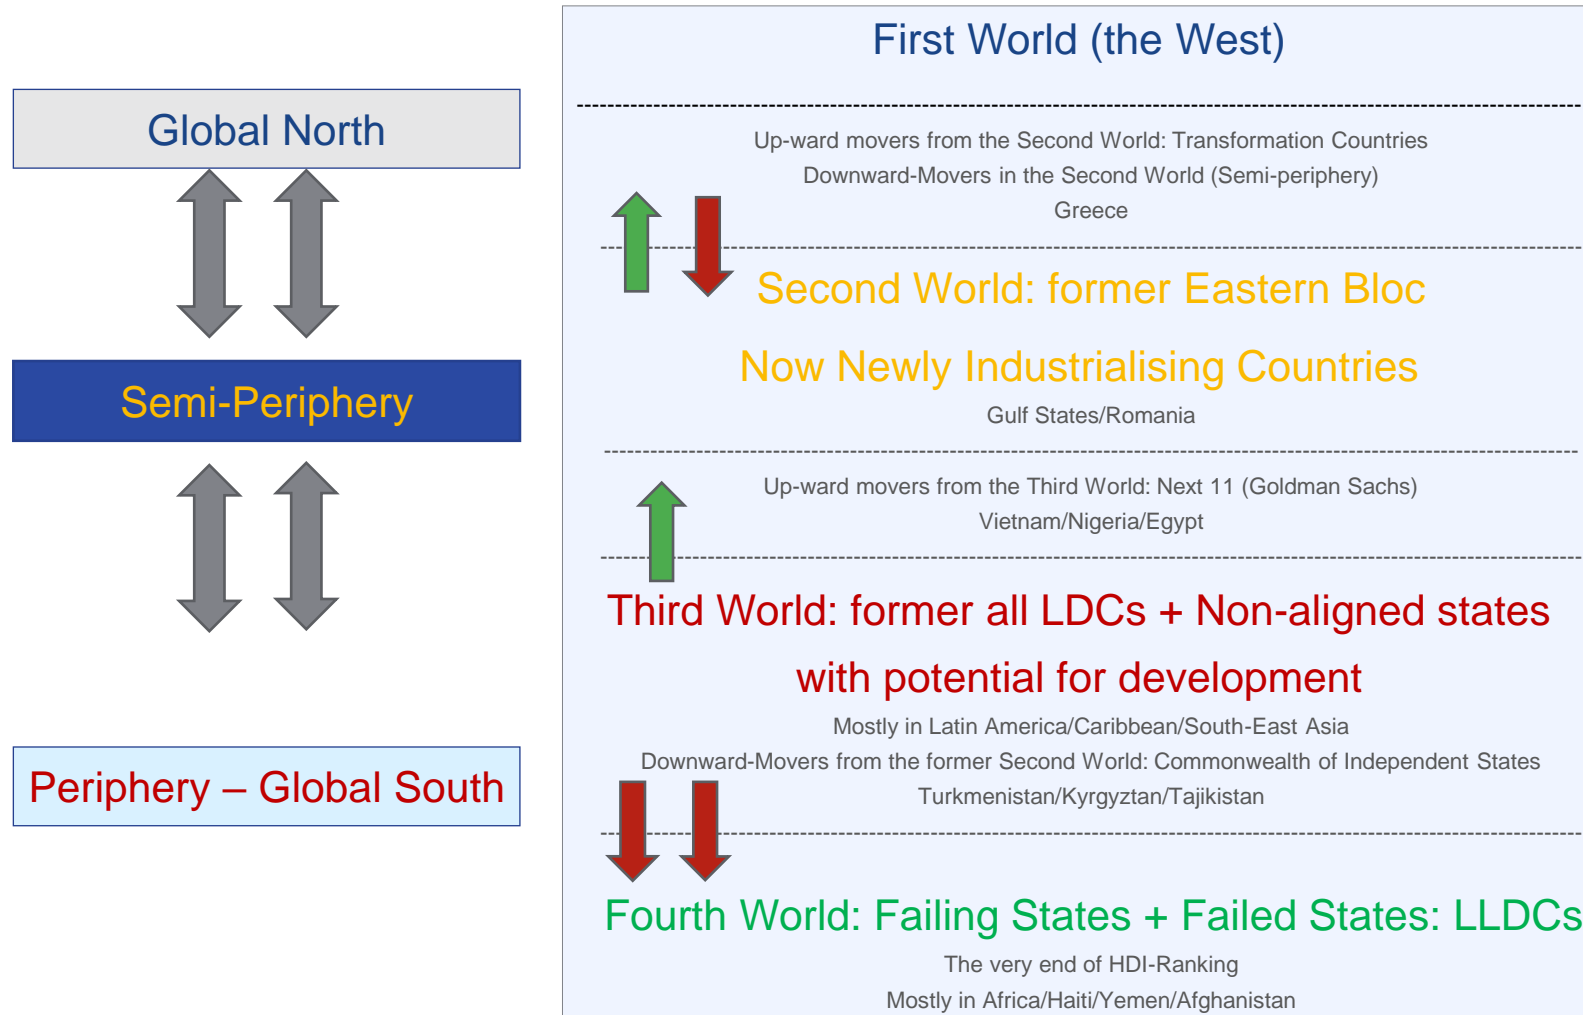 Global North
Semi-Periphery
Periphery – Global South
First World (the West)
Up-ward movers from the Second World: Transformation Countries
Downward-Movers in the Second World (Semi-periphery)
Greece
Second World: former Eastern Bloc
Now Newly Industrialising Countries
Gulf States/Romania
Up-ward movers from the Third World: Next 11 (Goldman Sachs)
Vietnam/Nigeria/Egypt
Third World: former all LDCs + Non-aligned states
with potential for development
Mostly in Latin America/Caribbean/South-East Asia
Downward-Movers from the former Second World: Commonwealth of Independent States
Turkmenistan/Kyrgyztan/Tajikistan
Fourth World: Failing States + Failed States: LLDCs
The very end of HDI-Ranking
Mostly in Africa/Haiti/Yemen/Afghanistan